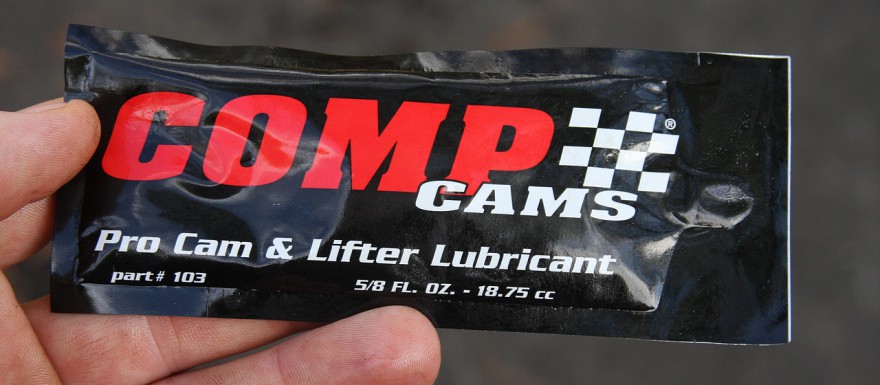 COMP
CAMS
®
Pro Cam & Lifter Lubricant
part# 103
5/8 FL. OZ. - 18.75 cc